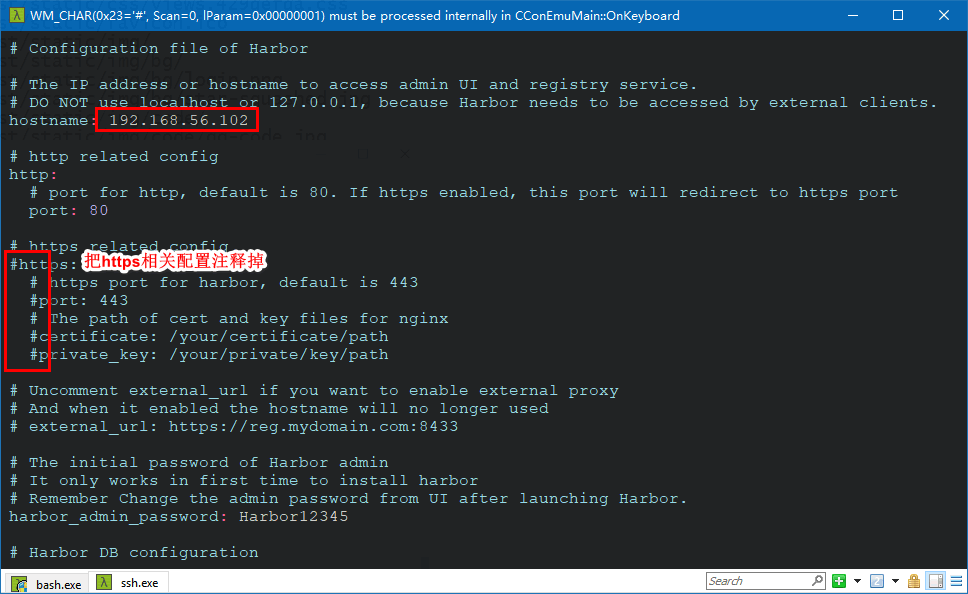 WM_CHAR(0x23='#', Scan=0, lParam=0x00000001) must be processed internally in CConEmuMain::OnKeyboard
# Configuration file of Harbor
# The IP address or hostname to access admin UI and registry service.
# DO NOT use localhost or 127.0.0.1, because Harbor needs to be accessed by external clients.
hostname: 192.168.56.102
# http related config
http:
# port for http, default is 80. If https enabled, this port will redirect to https port
port: 80
# https related config
#https: 把https相关配置注释掉
# https port for harbor, default is 443
#port: 443
# The path of cert and key files for nginx
#certificate: /your/certificate/path
#private_key: /your/private/key/path
# Uncomment external_url if you want to enable external proxy
# And when it enabled the hostname will no longer used
# external_url: https://reg.mydomain.com:8433
# The initial password of Harbor admin
# It only works in first time to install harbor
# Remember Change the admin password from UI after launching Harbor.
harbor_admin_password: Harbor12345
# Harbor DB configuration
bash.exe ssh.exe Search